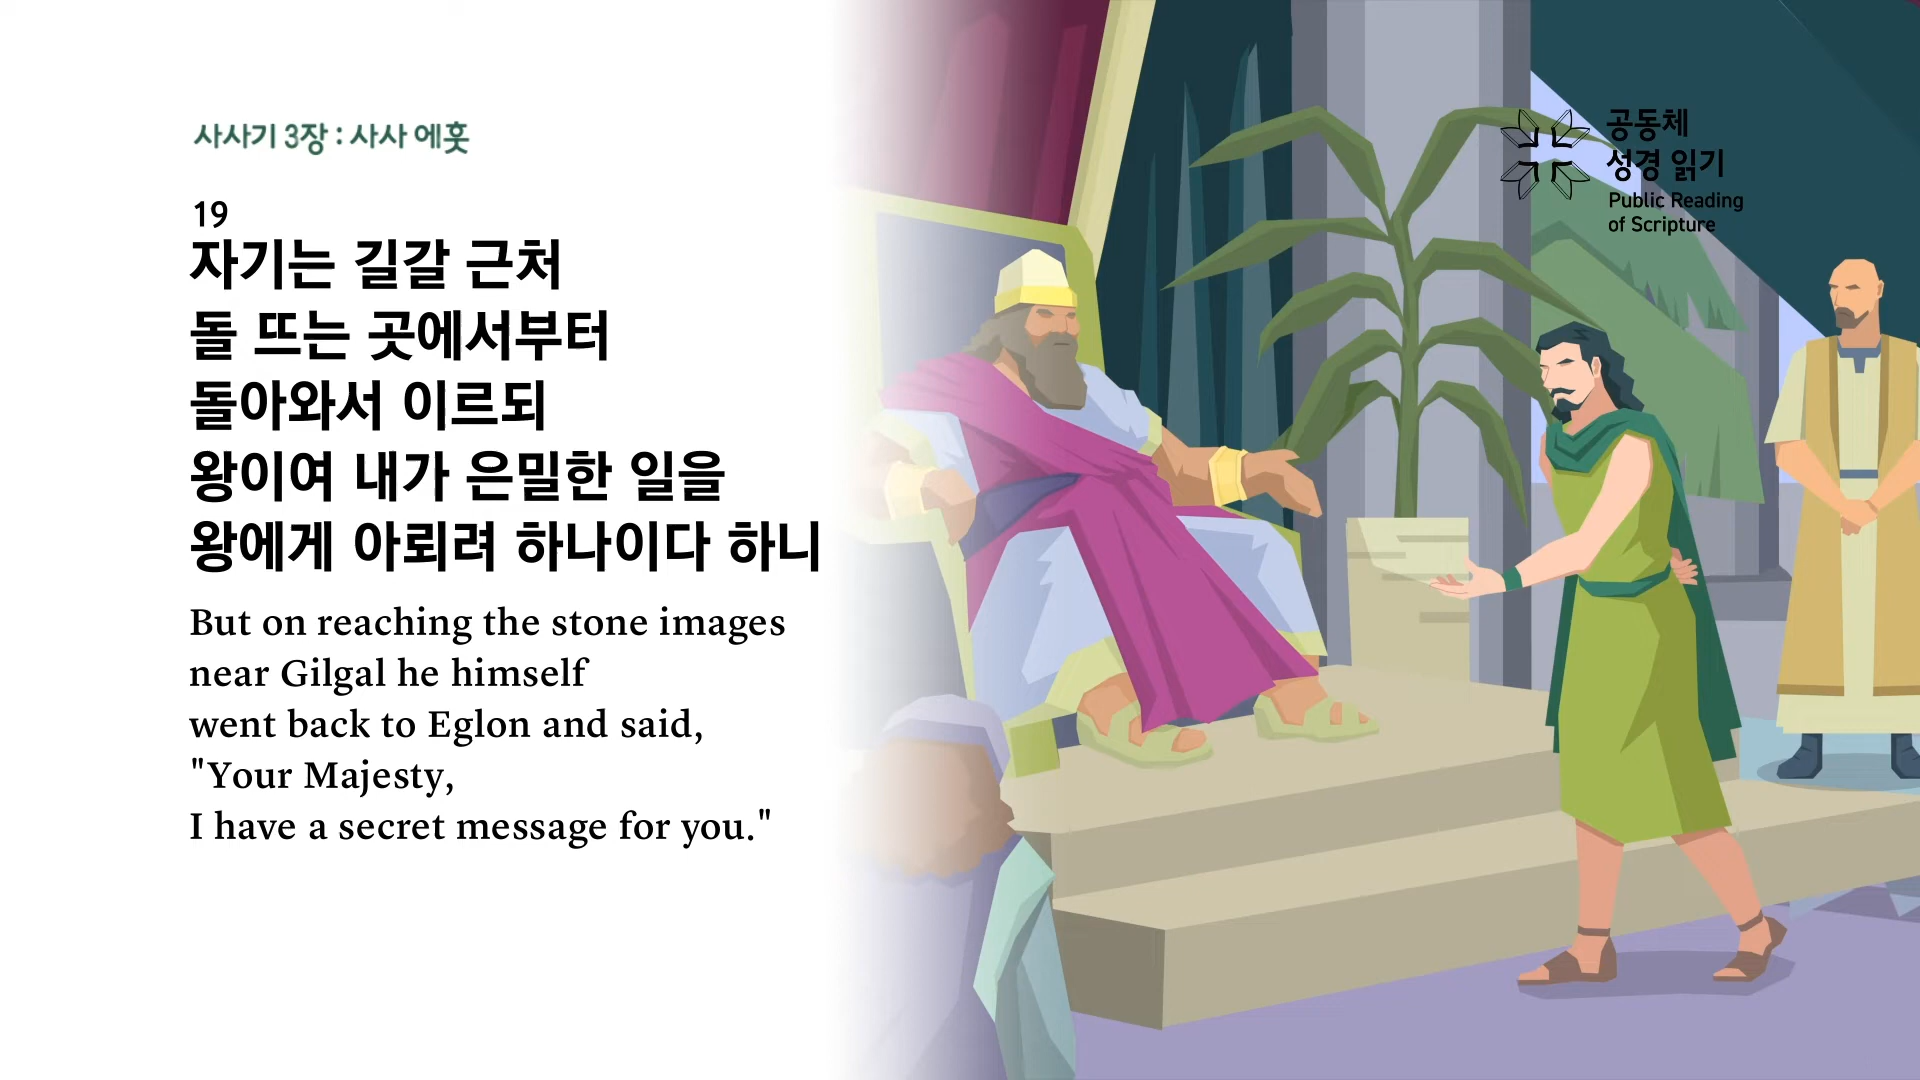 사사기 3장 : 사사 에훗
19
자기는 길갈 근처
돌 뜨는 곳에서부터
돌아와서 이르되
왕이여 내가 은밀한 일을
왕에게 아뢰려 하나이다 하니
But on reaching the stone images
near Gilgal he himself
went back to Eglon and said,
"Your Majesty,
I have a secret message for you."
공동체
성경 읽기
Public Reading
of Scripture